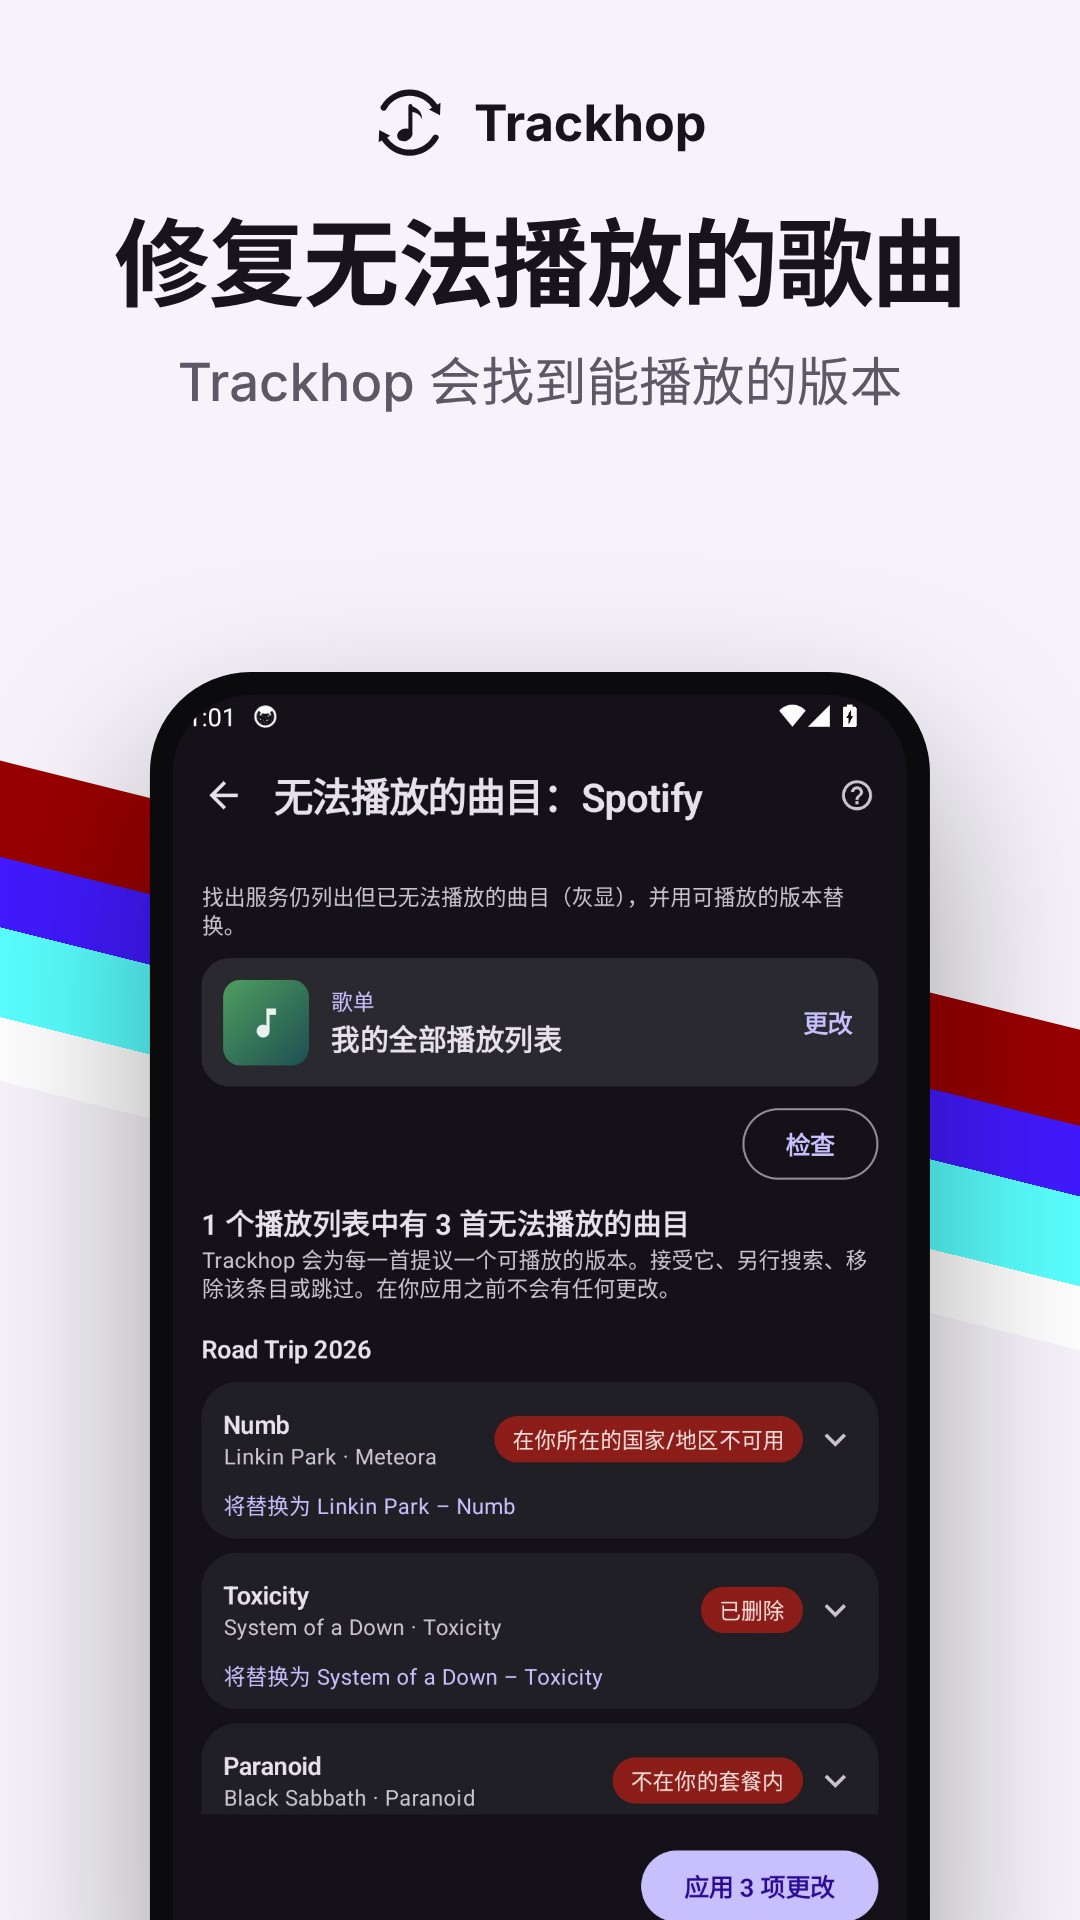 Trackhop
修复无法播放的歌曲
Trackhop 会找到能播放的版本
:01
无法播放的曲目：Spotify
找出服务仍列出但已无法播放的曲目（灰显），并用可播放的版本替
换。
歌单
我的全部播放列表
更改
检查
1 个播放列表中有 3 首无法播放的曲目
Trackhop 会为每一首提议一个可播放的版本。接受它、另行搜索、移
除该条目或跳过。在你应用之前不会有任何更改。
Road Trip 2026
Numb
Linkin Park · Meteora
在你所在的国家/地区不可用
将替换为 Linkin Park – Numb
Toxicity
System of a Down · Toxicity
已删除
将替换为 System of a Down – Toxicity
Paranoid
Black Sabbath · Paranoid
不在你的套餐内
应用 3 项更改